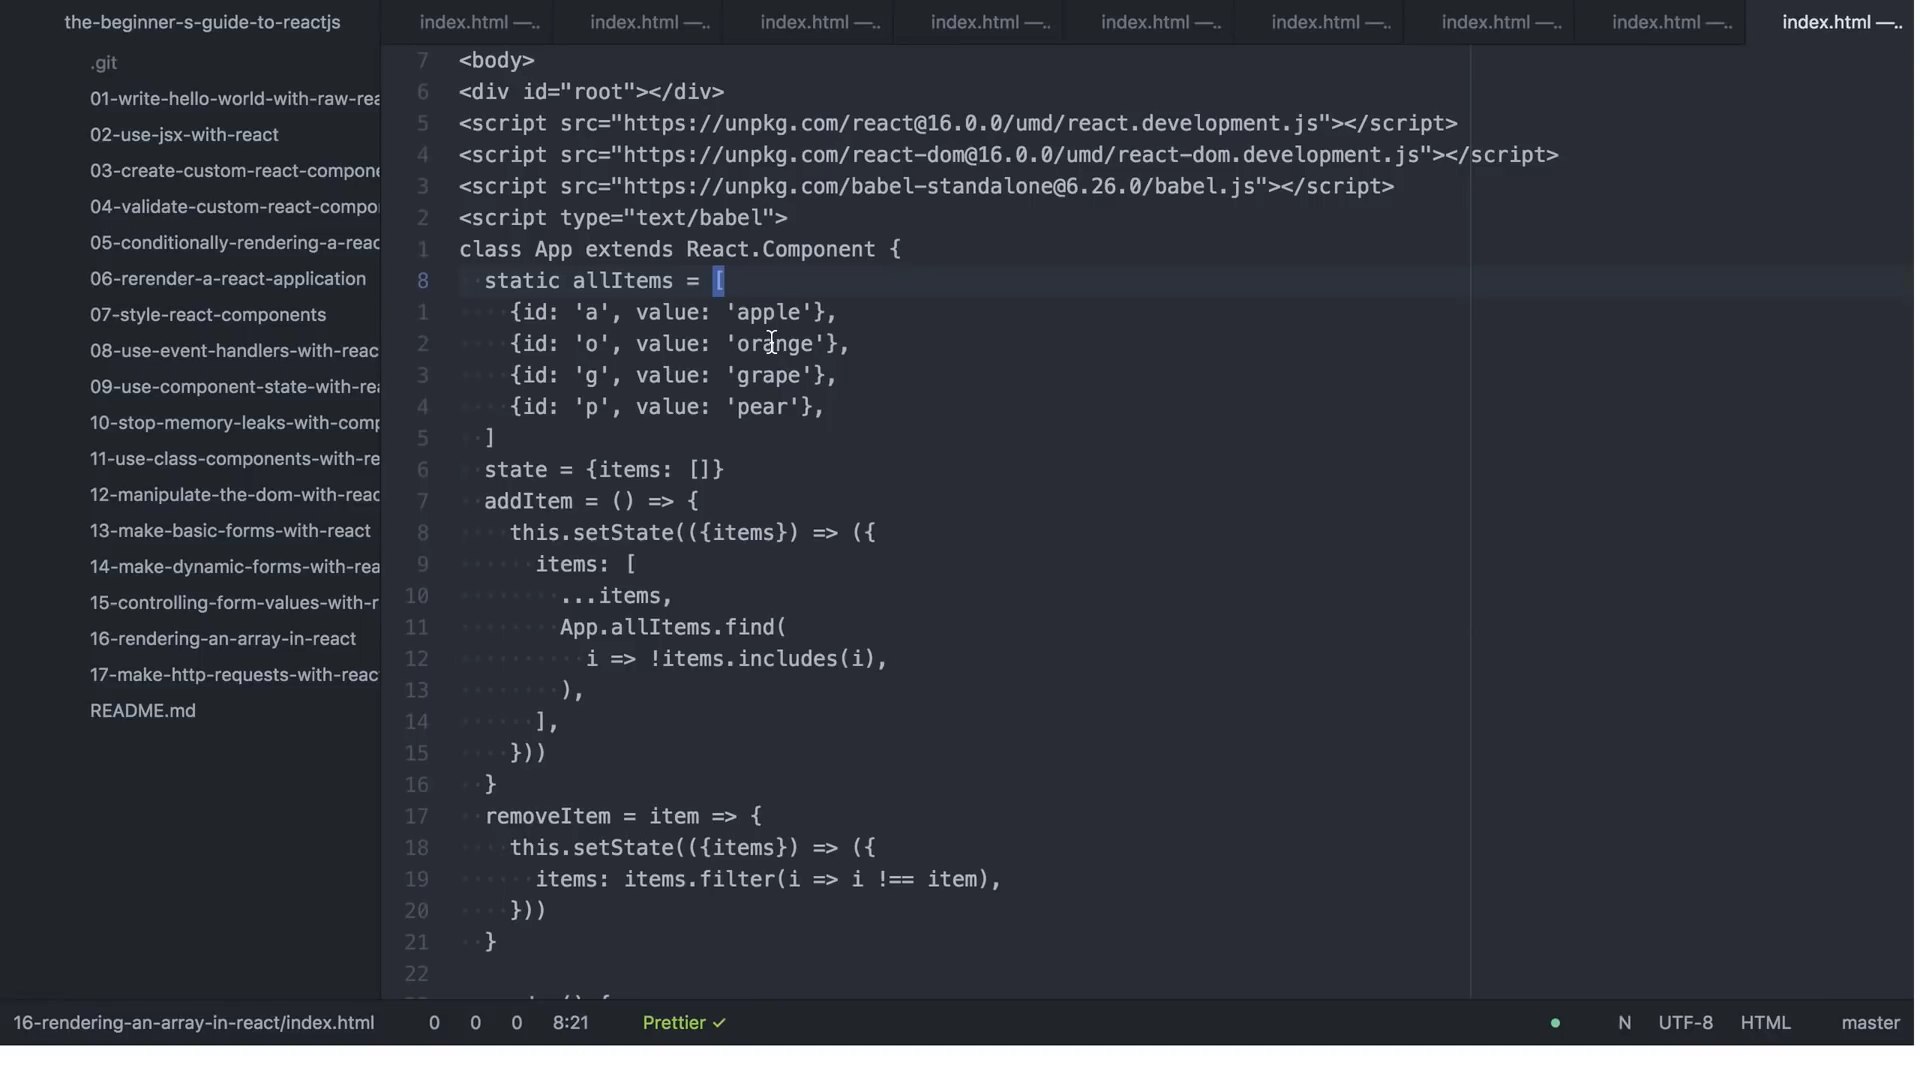 the-beginner-s-guide-to-reactjs
index.html —..
index.html —..
index.html —..
index.html —..
index.html —..
index.html —..
index.html —..
index.html —..
index.html —..
.git
01-write-hello-world-with-raw-rea
02-use-jsx-with-react
03-create-custom-react-compone
04-validate-custom-react-compo
05-conditionally-rendering-a-reac
06-rerender-a-react-application
07-style-react-components
08-use-event-handlers-with-reac
09-use-component-state-with-rea
10-stop-memory-leaks-with-comp
11-use-class-components-with-re
12-manipulate-the-dom-with-reac
13-make-basic-forms-with-react
14-make-dynamic-forms-with-rea
15-controlling-form-values-with-r
16-rendering-an-array-in-react
17-make-http-requests-with-reac
README.md
7 <body>
6 <div id="root"></div>
5 <script src="https://unpkg.com/react@16.0.0/umd/react.development.js"></script>
4 <script src="https://unpkg.com/react-dom@16.0.0/umd/react-dom.development.js"></script>
3 <script src="https://unpkg.com/babel-standalone@6.26.0/babel.js"></script>
2 <script type="text/babel">
1 class App extends React.Component {
8 static allItems = [
1 {id: 'a', value: 'apple'},
2 {id: 'o', value: 'orange'},
3 {id: 'g', value: 'grape'},
4 {id: 'p', value: 'pear'},
5 ]
6 state = {items: []}
7 addItem = () => {
8 this.setState(({items}) => ({
9 items: [
10 ...items,
11 App.allItems.find(
12 i => !items.includes(i),
13 ),
14 ],
15 }))
16 }
17 removeItem = item => {
18 this.setState(({items}) => ({
19 items: items.filter(i => i !== item),
20 }))
21 }
22
16-rendering-an-array-in-react/index.html 0 0 0 8:21 Prettier ✓ N UTF-8 HTML master